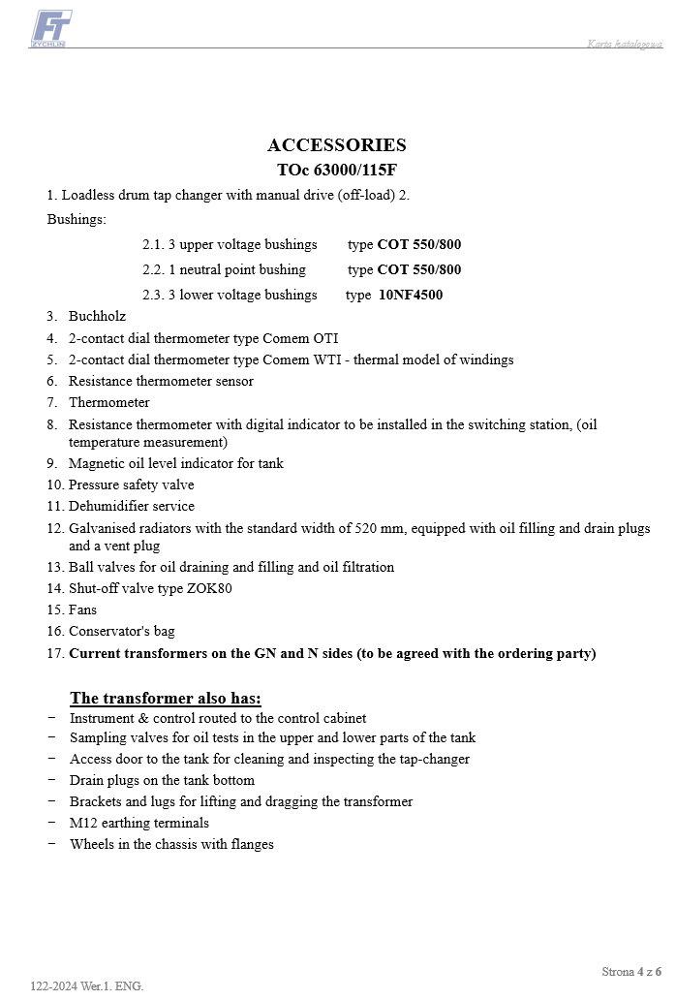 FT
ZYCHLIN
Karta katalogowa
ACCESSORIES
TOc 63000/115F
1. Loadless drum tap changer with manual drive (off-load) 2.
Bushings:
2.1. 3 upper voltage bushings type COT 550/800
2.2. 1 neutral point bushing type COT 550/800
2.3. 3 lower voltage bushings type 10NF4500
3. Buchholz
4. 2-contact dial thermometer type Comem OTI
5. 2-contact dial thermometer type Comem WTI - thermal model of windings
6. Resistance thermometer sensor
7. Thermometer
8. Resistance thermometer with digital indicator to be installed in the switching station, (oil
temperature measurement)
9. Magnetic oil level indicator for tank
10. Pressure safety valve
11. Dehumidifier service
12. Galvanised radiators with the standard width of 520 mm, equipped with oil filling and drain plugs
and a vent plug
13. Ball valves for oil draining and filling and oil filtration
14. Shut-off valve type ZOK80
15. Fans
16. Conservator's bag
17. Current transformers on the GN and N sides (to be agreed with the ordering party)
The transformer also has:
− Instrument & control routed to the control cabinet
− Sampling valves for oil tests in the upper and lower parts of the tank
− Access door to the tank for cleaning and inspecting the tap-changer
− Drain plugs on the tank bottom
− Brackets and lugs for lifting and dragging the transformer
− M12 earthing terminals
− Wheels in the chassis with flanges
Strona 4 z 6
122-2024 Wer.1. ENG.